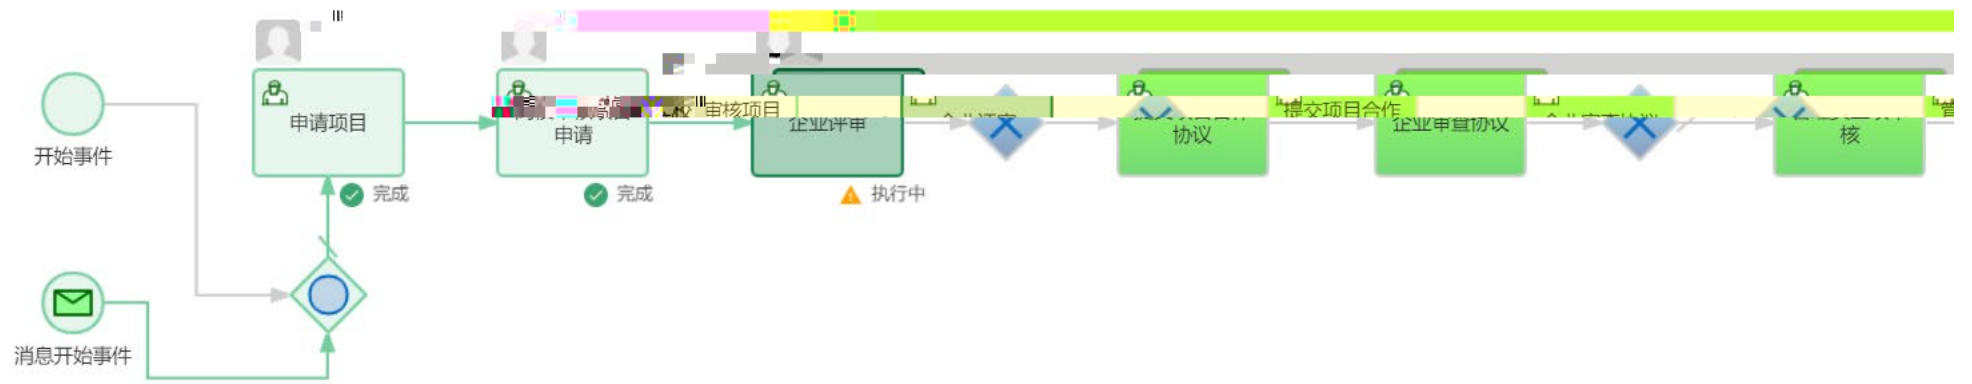 申请项目
开始事件
完成
消息开始事件
申请
完成
审核项目
企业评审
执行中
协议
提交项目合作
企业审查协议
核